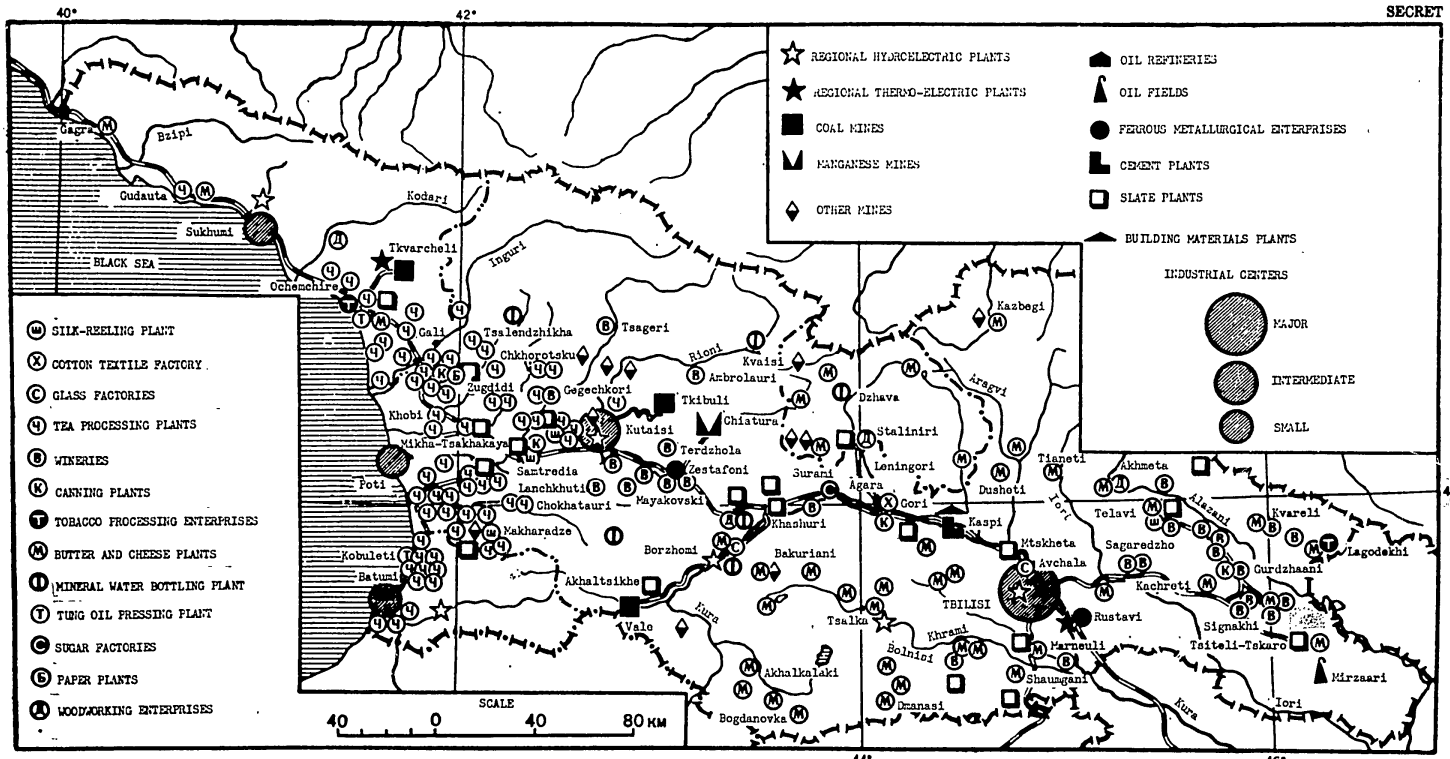 SECRET
40°
42°
REGIONAL HYDROELECTRIC PLANTS
REGIONAL THERMO-ELECTRIC PLANTS
COAL MINES
MANGANESE MINES
OTHER MINES
OIL REFINERIES
OIL FIELDS
FERROUS METALLURGICAL ENTERPRISES
CEMENT PLANTS
SLATE PLANTS
BUILDING MATERIALS PLANTS
INDUSTRIAL CENTERS
MAJOR
INTERMEDIATE
SMALL
Gagra
Bzipi
Gudauta
Sukhumi
Kodari
BLACK SEA
Tkvarcheli
Inguri
Ochemchire
Gali
Tsalendzhikha
Tsageri
Kazbegi
Chkhorotsku
Rioni
Kvaisi
Aragvi
Ambrolauri
Zugdidi
Gegechkori
Tkibuli
Dzhava
Khobi
Kutaisi
Chiatura
Staliniri
Mikha-Tsakhakaya
Terdzhola
Leningori
Tianeti
Akhmeta
Samtredia
Zestafoni
Surami
Agara
Dushoti
Poti
Lanchkhuti
Mayakovski
Gori
Iori
Telavi
Alazani
Kvareli
Chokhatauri
Khashuri
Kaspi
Makharadze
Mtskheta
Sagaredzho
Lagodekhi
Kobuleti
Borzhomi
Bakuriani
Avchala
Gurdzhaani
Batumi
Akhaltsikhe
TBILISI
Kachreti
Kura
Tsalka
Rustavi
Signakhi
Vale
Khrami
Marneuli
Tsiteli-Tskaro
Bolnisi
Akhalkalaki
Shaumgani
Mirzaari
Bogdanovka
Dmanasi
Kura
Iori
SILK-REELING PLANT
COTTON TEXTILE FACTORY
GLASS FACTORIES
TEA PROCESSING PLANTS
WINERIES
CANNING PLANTS
TOBACCO PROCESSING ENTERPRISES
BUTTER AND CHEESE PLANTS
MINERAL WATER BOTTLING PLANT
TUNG OIL PRESSING PLANT
SUGAR FACTORIES
PAPER PLANTS
WOODWORKING ENTERPRISES
SCALE
40 0 40 80 KM